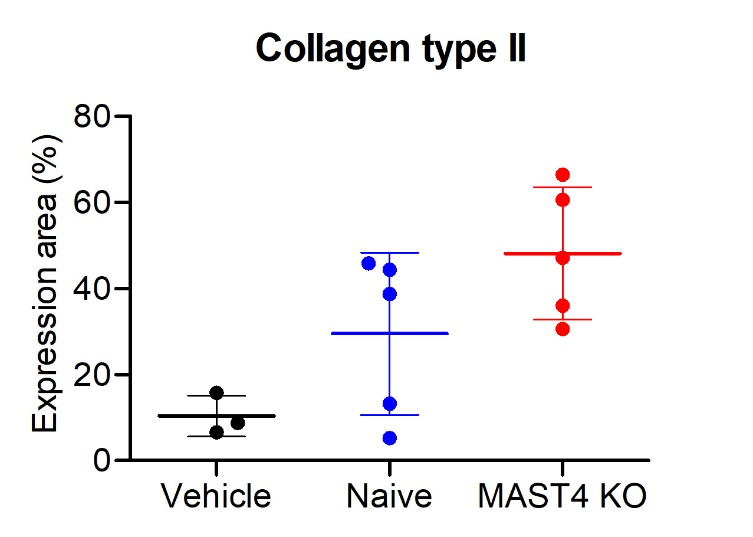 Collagen type II
Expression area (%)
80
60
40
20
0
Vehicle Naive MAST4 KO